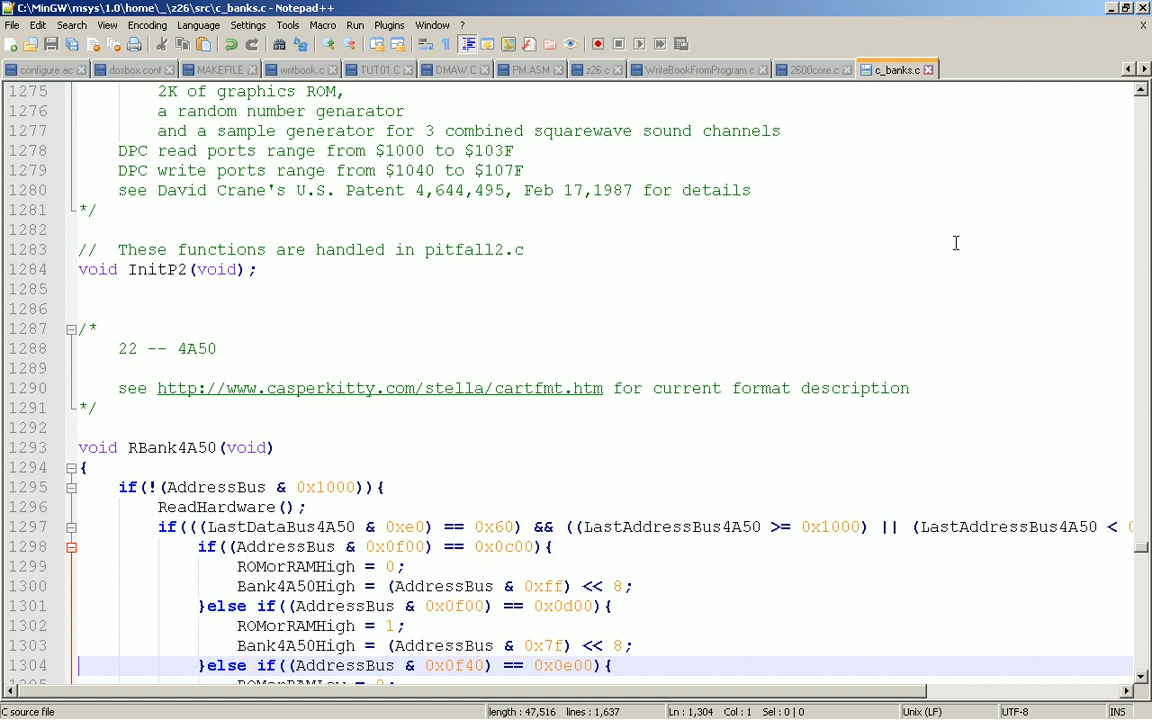 C:\MinGW\msys\1.0\home\_\z26\src\c_banks.c - Notepad++
File Edit Search View Encoding Language Settings Tools Macro Run Plugins Window ? X
configure.ac dosbox.conf MAKEFILE writbook.c TUT01.C DMAW.C PM.ASM z26.c WriteBookFromProgram.c 2600core.c c_banks.c
1275 2K of graphics ROM,
1276 a random number genarator
1277 and a sample generator for 3 combined squarewave sound channels
1278 DPC read ports range from $1000 to $103F
1279 DPC write ports range from $1040 to $107F
1280 see David Crane's U.S. Patent 4,644,495, Feb 17,1987 for details
1281 */
1282
1283 // These functions are handled in pitfall2.c
1284 void InitP2(void);
1285
1286
1287 /*
1288 22 -- 4A50
1289
1290 see http://www.casperkitty.com/stella/cartfmt.htm for current format description
1291 */
1292
1293 void RBank4A50(void)
1294 {
1295 if(!(AddressBus & 0x1000)){
1296 ReadHardware();
1297 if(((LastDataBus4A50 & 0xe0) == 0x60) && ((LastAddressBus4A50 >= 0x1000) || (LastAddressBus4A50 <
1298 if((AddressBus & 0x0f00) == 0x0c00){
1299 ROMorRAMHigh = 0;
1300 Bank4A50High = (AddressBus & 0xff) << 8;
1301 }else if((AddressBus & 0x0f00) == 0x0d00){
1302 ROMorRAMHigh = 1;
1303 Bank4A50High = (AddressBus & 0x7f) << 8;
1304 }else if((AddressBus & 0x0f40) == 0x0e00){
C source file length : 47,516 lines : 1,637 Ln : 1,304 Col : 1 Sel : 0 | 0 Unix (LF) UTF-8 INS